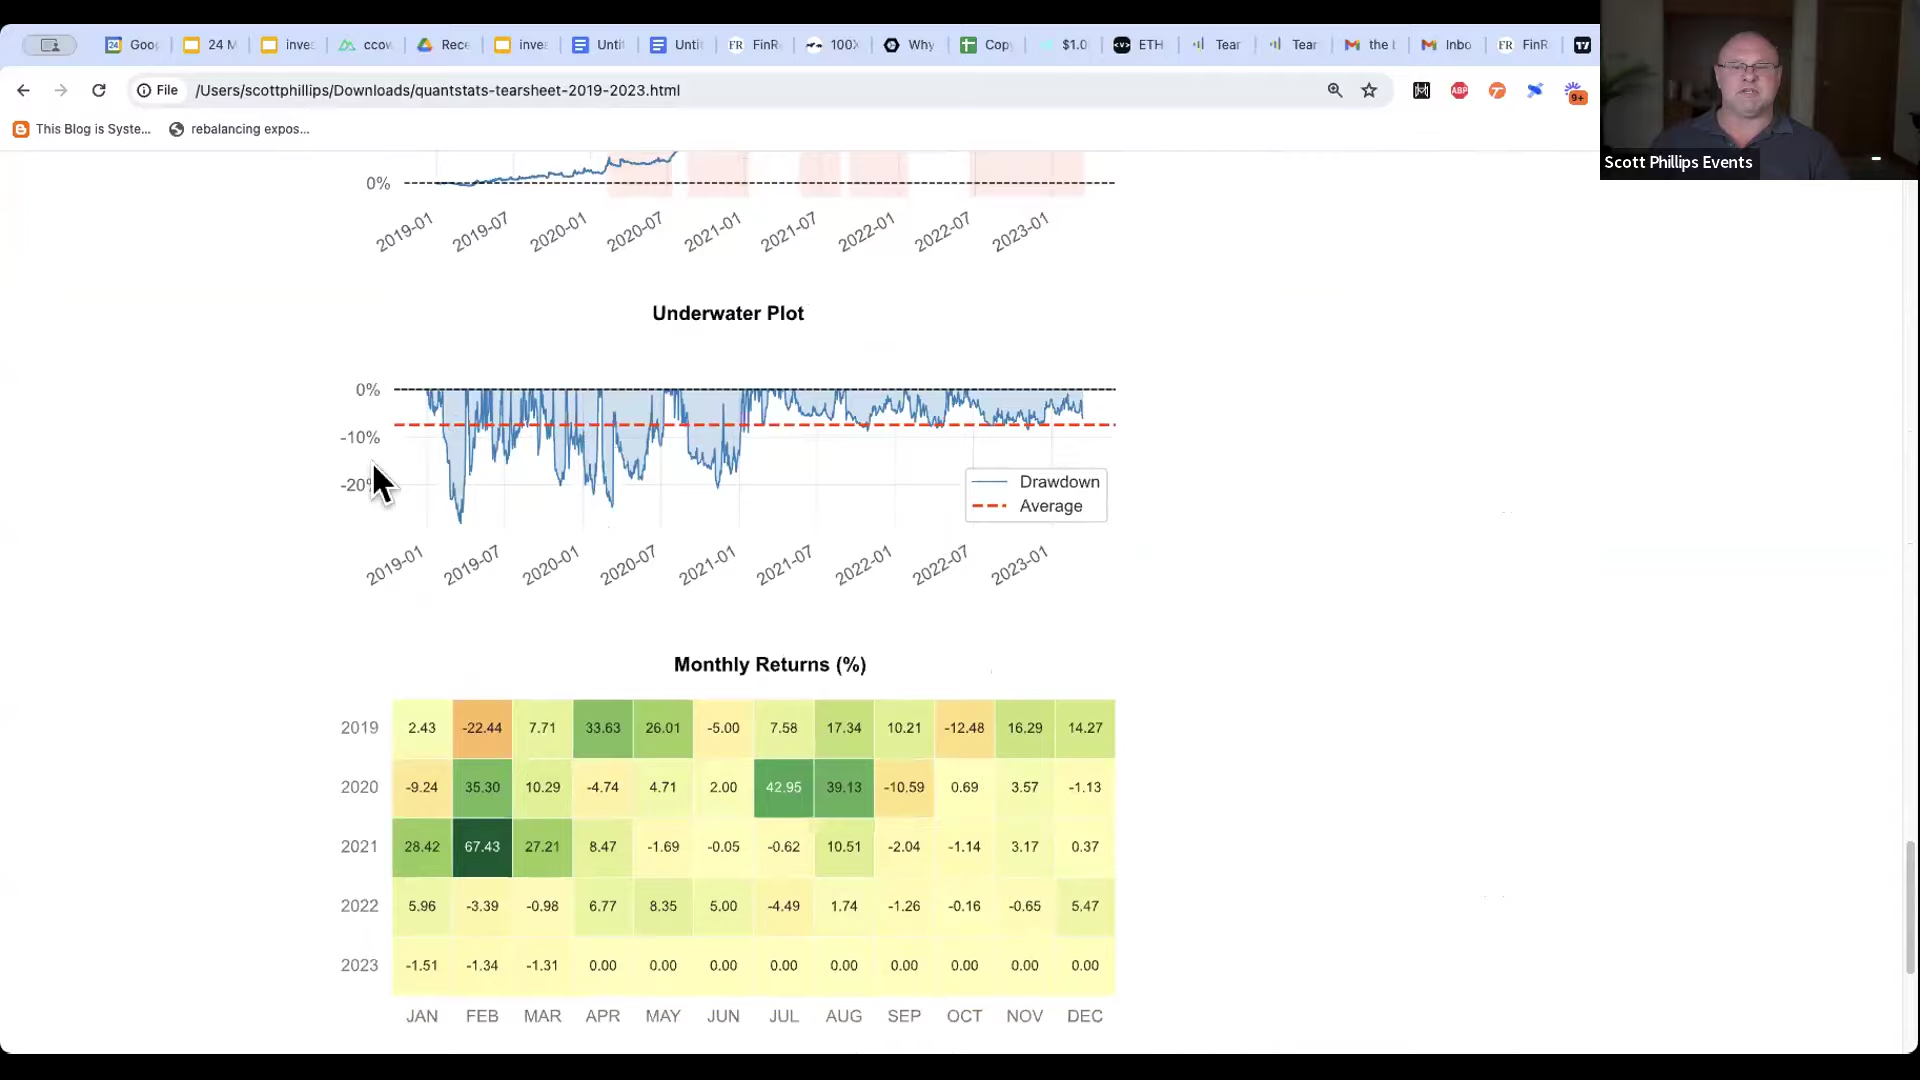 24 Goo 24 M inves ccow Rece inves Unti Unti FR FinR 100X Why Cop $1.0 ETH Tear Tear the l Inbo FR FinR
File /Users/scottphillips/Downloads/quantstats-tearsheet-2019-2023.html ABP 9+
This Blog is Syste... rebalancing expos...
Scott Phillips Events
0%
2019-01 2019-07 2020-01 2020-07 2021-01 2021-07 2022-01 2022-07 2023-01
Underwater Plot
0%
-10%
-20%
Drawdown
Average
2019-01 2019-07 2020-01 2020-07 2021-01 2021-07 2022-01 2022-07 2023-01
Monthly Returns (%)
2019 2.43 -22.44 7.71 33.63 26.01 -5.00 7.58 17.34 10.21 -12.48 16.29 14.27
2020 -9.24 35.30 10.29 -4.74 4.71 2.00 42.95 39.13 -10.59 0.69 3.57 -1.13
2021 28.42 67.43 27.21 8.47 -1.69 -0.05 -0.62 10.51 -2.04 -1.14 3.17 0.37
2022 5.96 -3.39 -0.98 6.77 8.35 5.00 -4.49 1.74 -1.26 -0.16 -0.65 5.47
2023 -1.51 -1.34 -1.31 0.00 0.00 0.00 0.00 0.00 0.00 0.00 0.00 0.00
JAN FEB MAR APR MAY JUN JUL AUG SEP OCT NOV DEC